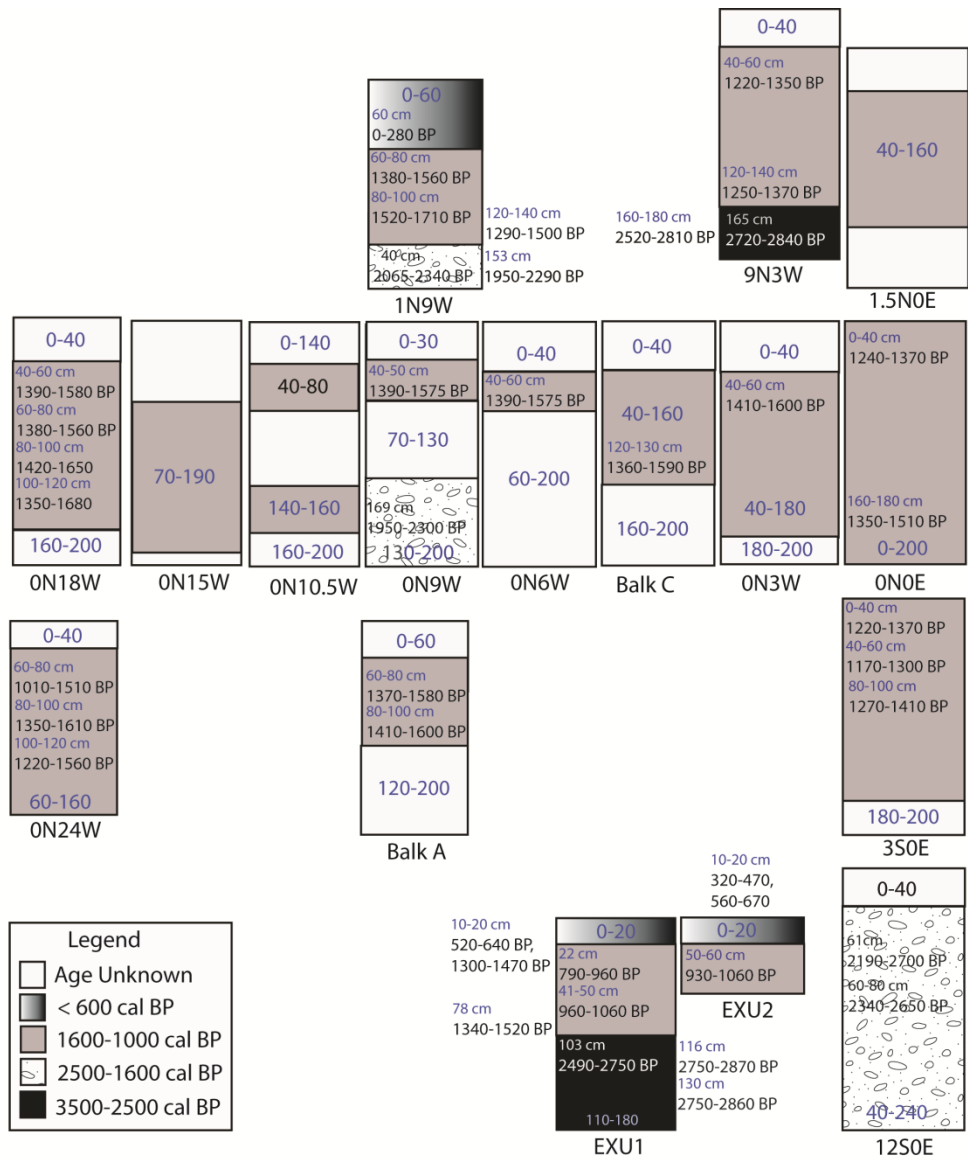 0-40
40-60 cm
1220-1350 BP
120-140 cm
1250-1370 BP
165 cm
2720-2840 BP
160-180 cm
2520-2810 BP
9N3W
40-160
1.5N0E
0-60
60 cm
0-280 BP
60-80 cm
1380-1560 BP
80-100 cm
1520-1710 BP
40 cm
2065-2340 BP
120-140 cm
1290-1500 BP
153 cm
1950-2290 BP
1N9W
0-40
40-60 cm
1390-1580 BP
60-80 cm
1380-1560 BP
80-100 cm
1420-1650
100-120 cm
1350-1680
160-200
0N18W
70-190
0N15W
0-140
40-80
140-160
160-200
0N10.5W
0-30
40-50 cm
1390-1575 BP
70-130
169 cm
1950-2300 BP
130-200
0N9W
0-40
40-60 cm
1390-1575 BP
60-200
0N6W
0-40
40-160
120-130 cm
1360-1590 BP
160-200
Balk C
0-40
40-60 cm
1410-1600 BP
40-180
180-200
0N3W
0-40 cm
1240-1370 BP
160-180 cm
1350-1510 BP
0-200
0N0E
0-40
60-80 cm
1010-1510 BP
80-100 cm
1350-1610 BP
100-120 cm
1220-1560 BP
60-160
0N24W
0-60
60-80 cm
1370-1580 BP
80-100 cm
1410-1600 BP
120-200
Balk A
0-40 cm
1220-1370 BP
40-60 cm
1170-1300 BP
80-100 cm
1270-1410 BP
180-200
3S0E
10-20 cm
520-640 BP,
1300-1470 BP
78 cm
1340-1520 BP
0-20
22 cm
790-960 BP
41-50 cm
960-1060 BP
103 cm
2490-2750 BP
110-180
116 cm
2750-2870 BP
130 cm
2750-2860 BP
EXU1
10-20 cm
320-470,
560-670
0-20
50-60 cm
930-1060 BP
EXU2
0-40
61cm
2190-2700 BP
60-80 cm
2340-2650 BP
40-240
12S0E
Legend
Age Unknown
< 600 cal BP
1600-1000 cal BP
2500-1600 cal BP
3500-2500 cal BP